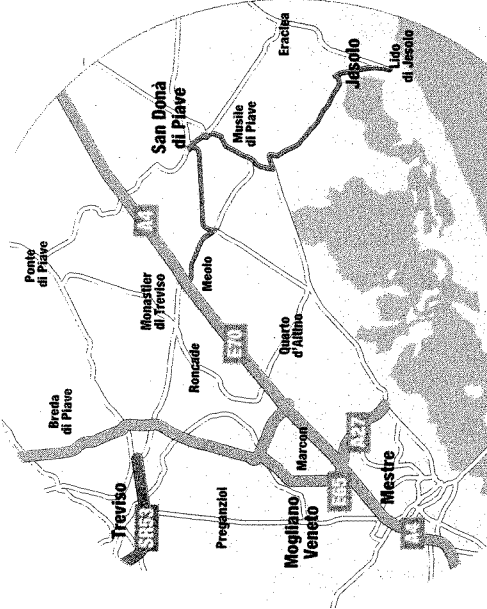 Ponte
di Piave
Breda
di Piave
Treviso
SR53
A4
Monastier
di Treviso
San Donà
di Piave
Roncade
Meolo
Preganziol
E70
Musile
di Piave
Eraclea
Quarto
d'Altino
Mogliano
Veneto
Marcon
E65
A27
Jesolo
Mestre
Lido
di Jesolo
A4